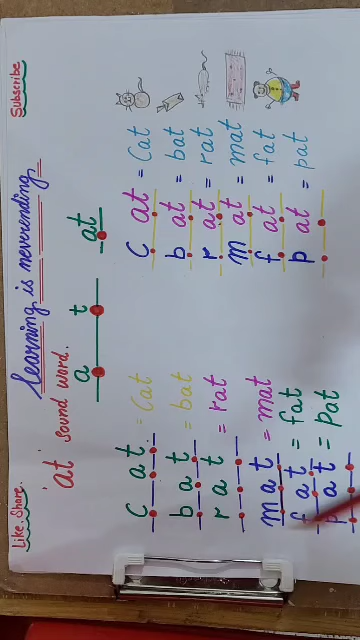 Like. Share. Subscribe
learning is neverending
'at' sound word.
a t at
c a t = Cat
b a t = bat
r a t = rat
m a t = mat
f a t = fat
p a t = Pat
C at = Cat
b at = bat
r at = rat
m at = mat
f at = fat
p at = pat